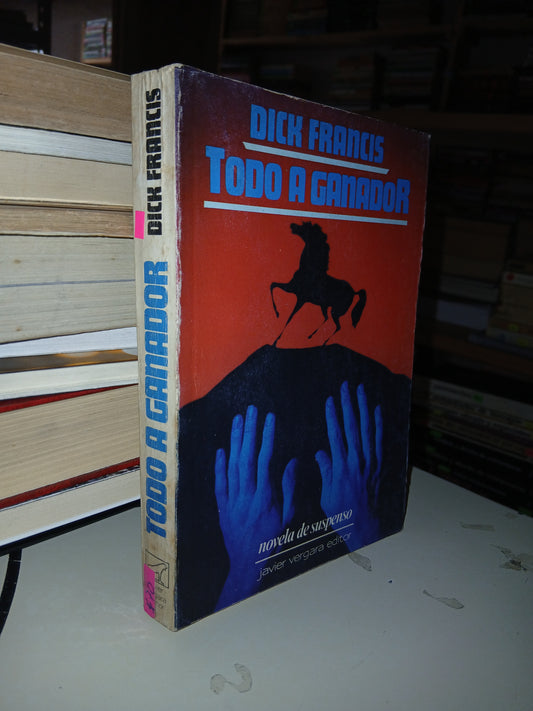 DICK FRANCIS
TODO A GANADOR
novela de suspenso
javier vergara editor
TODO A GANADOR
DICK FRANCIS